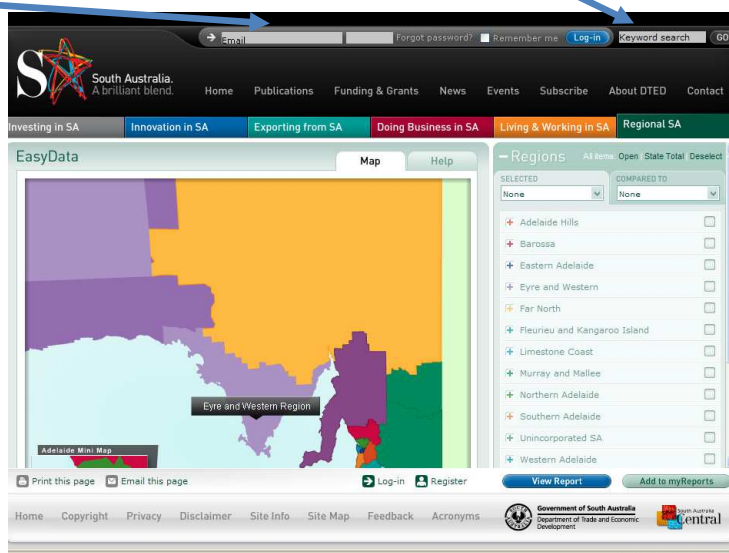 Email Forgot password? Remember me Log-in Keyword search GO
SA
South Australia.
A brilliant blend.
Home Publications Funding & Grants News Events Subscribe About DTED Contact
Investing in SA Innovation in SA Exporting from SA Doing Business in SA Living & Working in SA Regional SA
EasyData Map Help
Regions All items: Open State Total Deselect
SELECTED COMPARED TO
None None
Adelaide Hills
Barossa
Eastern Adelaide
Eyre and Western
Far North
Fleurieu and Kangaroo Island
Limestone Coast
Murray and Mallee
Northern Adelaide
Southern Adelaide
Unincorporated SA
Western Adelaide
Eyre and Western Region
Adelaide Mini Map
Print this page Email this page Log-in Register View Report Add to myReports
Home Copyright Privacy Disclaimer Site Info Site Map Feedback Acronyms
Government of South Australia
Department of Trade and Economic
Development
South Australia
Central